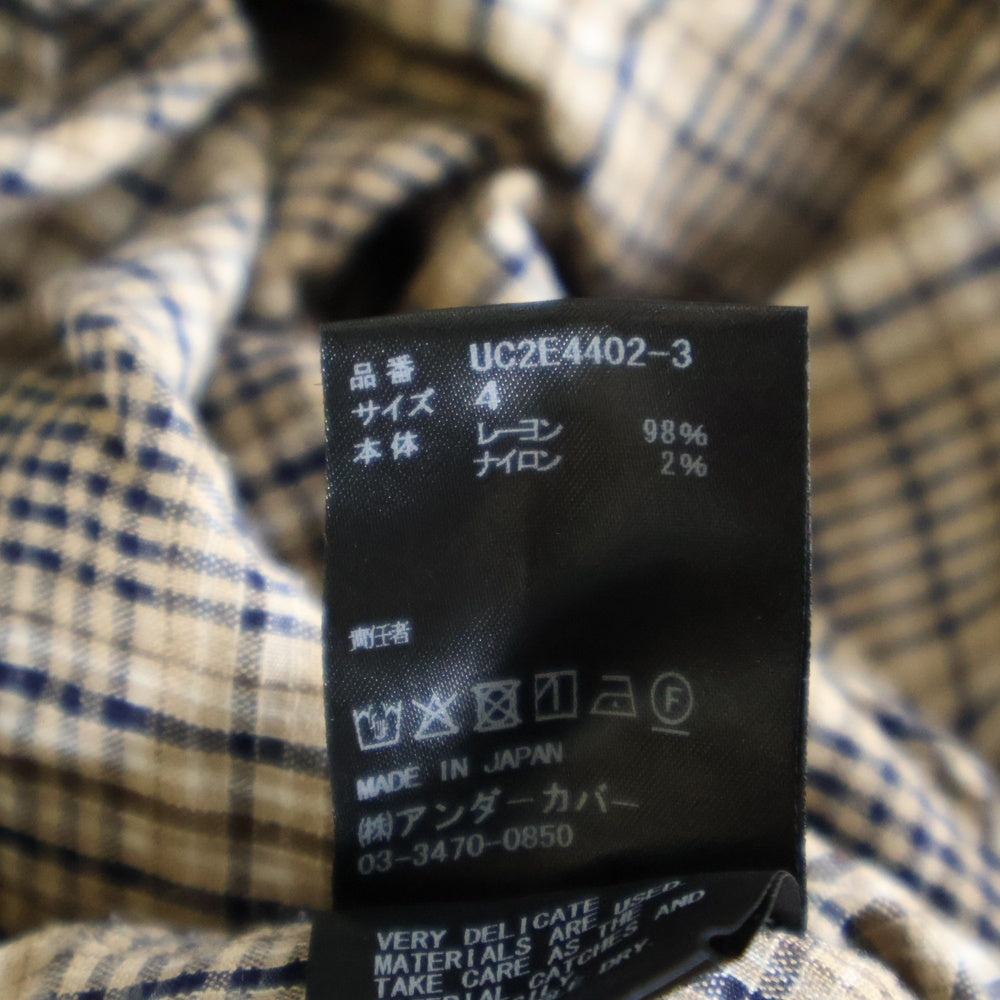 品番 UC2E4402-3
サイズ 4
本体 レーヨン 98%
ナイロン 2%
責任者
F
MADE IN JAPAN
㈱アンダーカバー
03-3470-0850
VERY DELICATE
MATERIALS ARE USED.
TAKE CARE AS THE
CATCHES AND
DRY.